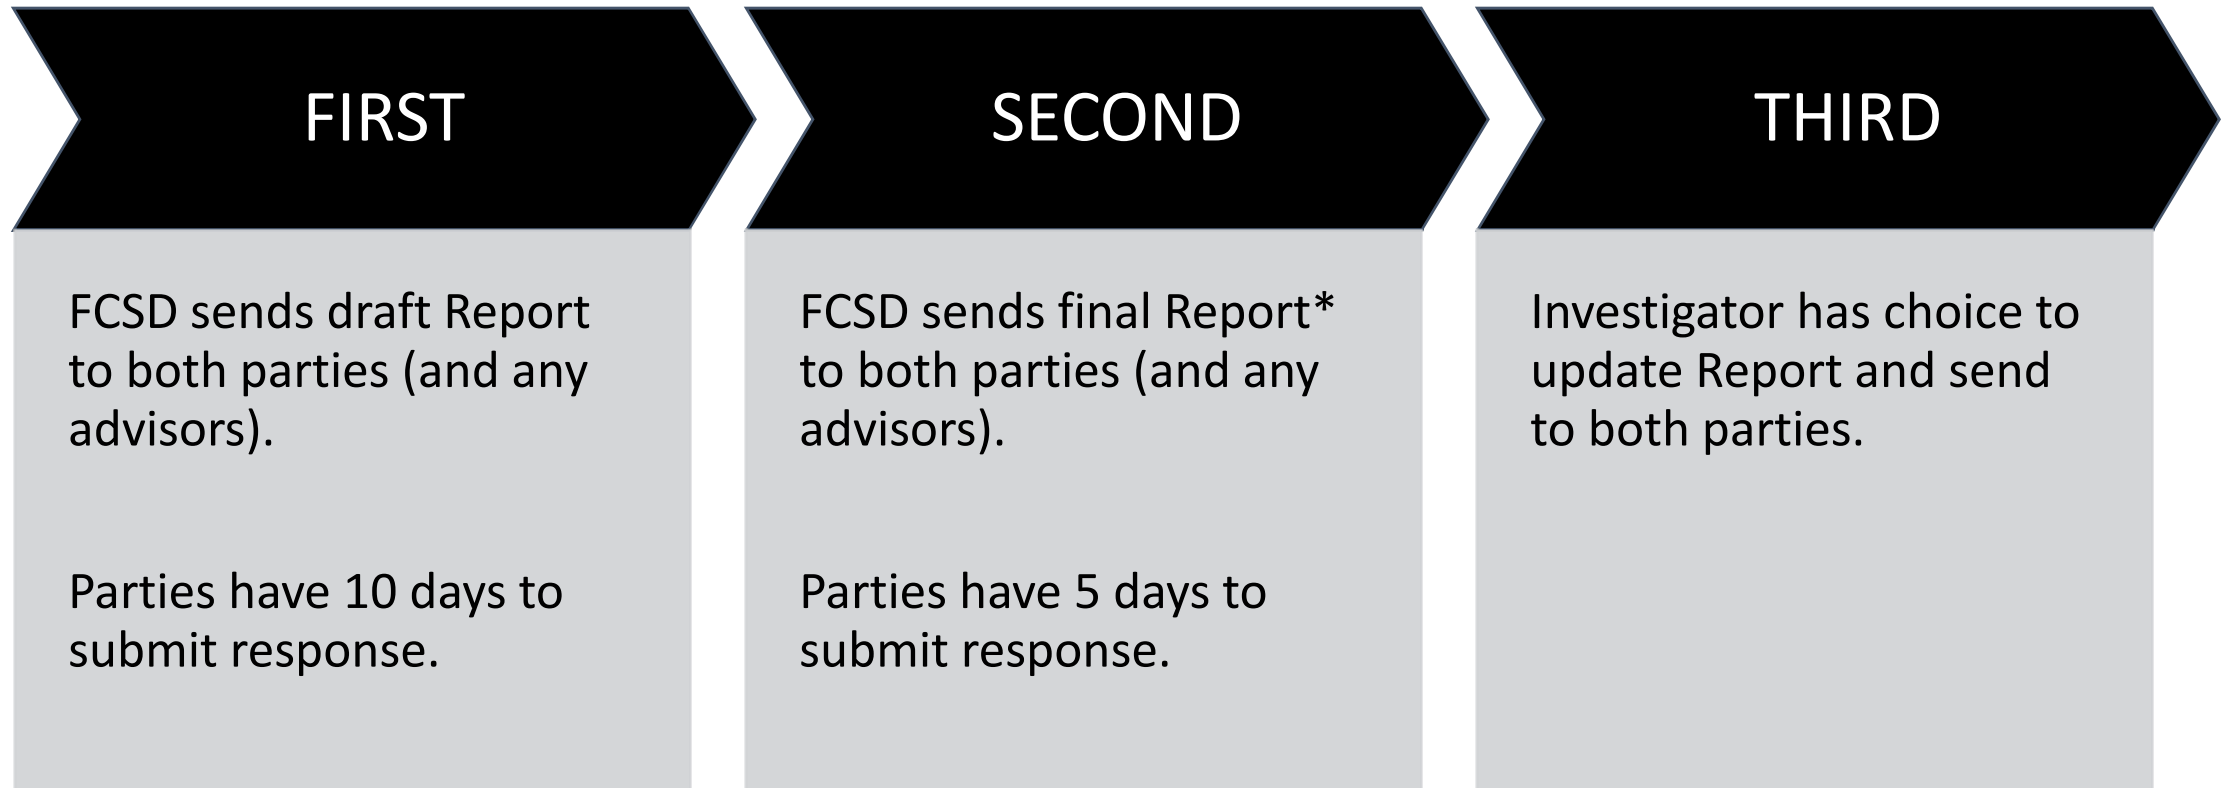 FIRST
FCSD sends draft Report
to both parties (and any
advisors).
Parties have 10 days to
submit response.
SECOND
FCSD sends final Report*
to both parties (and any
advisors).
Parties have 5 days to
submit response.
THIRD
Investigator has choice to
update Report and send
to both parties.